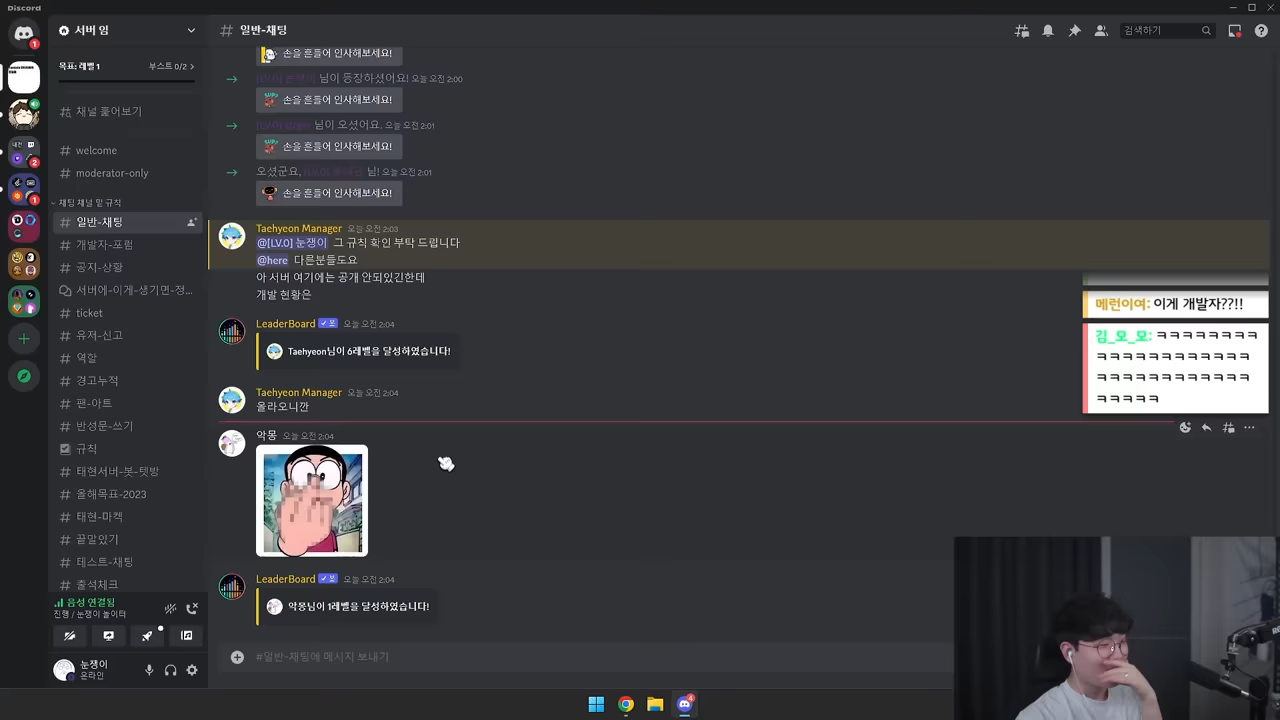 Discord
서버 임
일반-채팅
검색하기
목표: 레벨 1
부스트 0/2
채널 훑어보기
welcome
moderator-only
채팅 채널 및 규칙
일반-채팅
개발자-포럼
공지-상황
서버에-이게-생기면-정...
ticket
유저-신고
역할
경고누적
팬-아트
반성문-쓰기
규칙
태현서버-봇-텟방
올해목표-2023
태현-마켓
끝말잇기
테스트-채팅
출석체크
음성 연결됨
진행 / 눈쟁이 놀이터
눈쟁이
온라인
손을 흔들어 인사해보세요!
님이 등장하셨어요! 오늘 오전 2:00
손을 흔들어 인사해보세요!
님이 오셨어요. 오늘 오전 2:01
손을 흔들어 인사해보세요!
오셨군요, 님! 오늘 오전 2:01
손을 흔들어 인사해보세요!
Taehyeon Manager 오늘 오전 2:03
@[LV.0] 눈쟁이 그 규칙 확인 부탁 드립니다
@here 다른분들도요
아 서버 여기에는 공개 안되있긴한데
개발 현황은
LeaderBoard ✓ 봇 오늘 오전 2:04
Taehyeon님이 6레벨을 달성하였습니다!
Taehyeon Manager 오늘 오전 2:04
올라오니깐
악몽 오늘 오전 2:04
LeaderBoard ✓ 봇 오늘 오전 2:04
악몽님이 1레벨을 달성하였습니다!
#일반-채팅에 메시지 보내기
메런이여: 이게 개발자??!!
김_모_모: ㅋㅋㅋㅋㅋㅋㅋㅋ
ㅋㅋㅋㅋㅋㅋㅋㅋㅋㅋㅋㅋ
ㅋㅋㅋㅋㅋㅋㅋㅋㅋㅋㅋㅋ
ㅋㅋㅋㅋㅋ